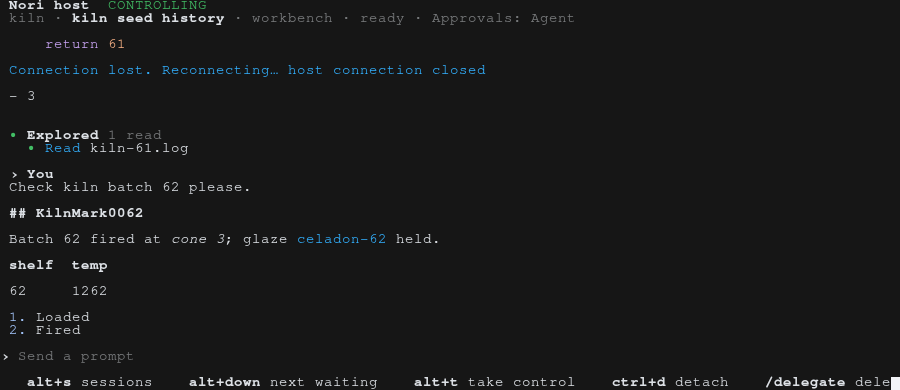 Nori host  CONTROLLING
kiln · kiln seed history · workbench · ready · Approvals: Agent
return 61
Connection lost. Reconnecting… host connection closed
– 3
• Explored 1 read
• Read kiln-61.log
› You
Check kiln batch 62 please.
## KilnMark0062
Batch 62 fired at cone 3; glaze celadon-62 held.
shelf  temp
62     1262
1. Loaded
2. Fired
› Send a prompt
alt+s sessions    alt+down next waiting    alt+t take control    ctrl+d detach    /delegate dele